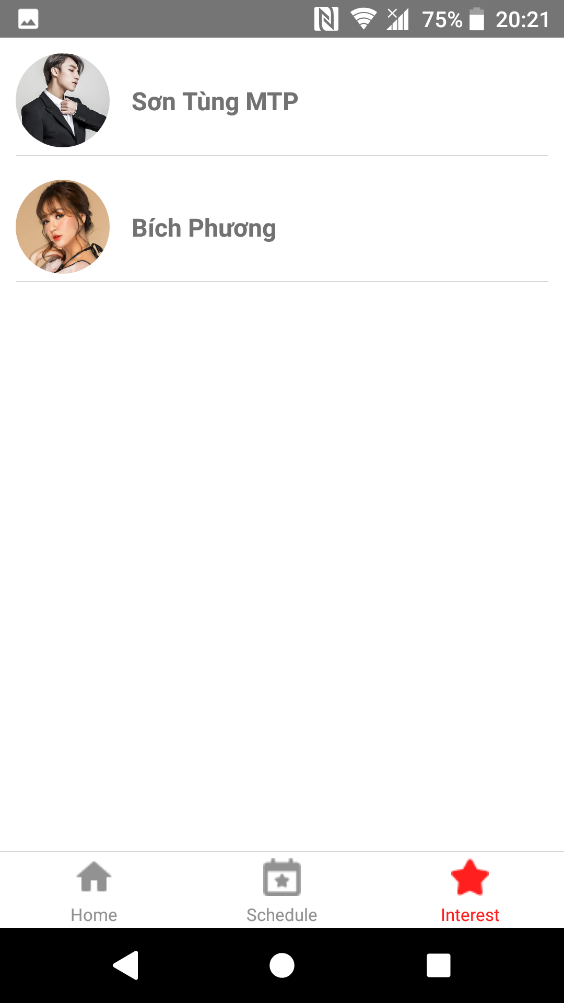 75% 20:21
Sơn Tùng MTP
Bích Phương
Home Schedule Interest